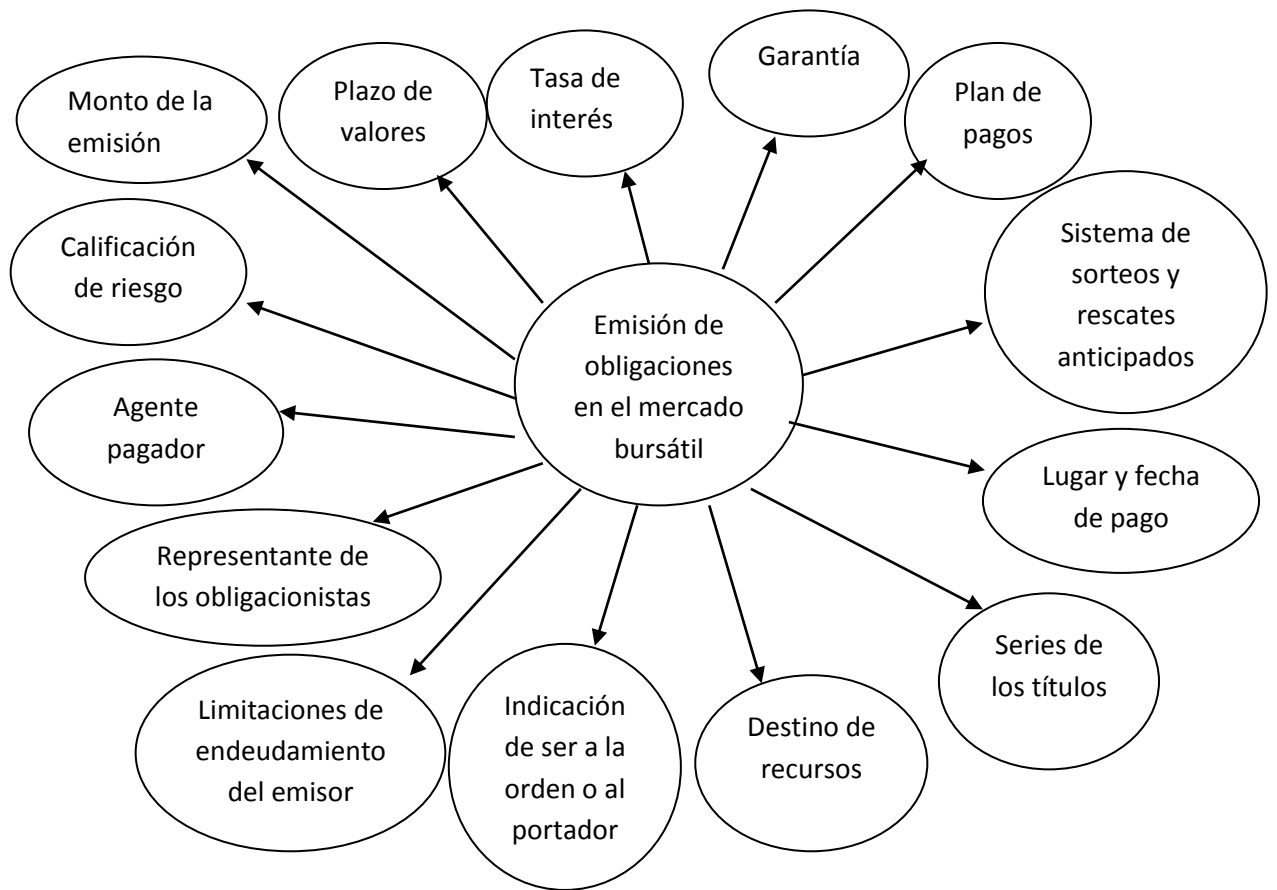 Monto de la
emisión
Plazo de
valores
Tasa de
interés
Garantía
Plan de
pagos
Calificación
de riesgo
Sistema de
sorteos y
rescates
anticipados
Emisión de
obligaciones
en el mercado
bursátil
Agente
pagador
Lugar y fecha
de pago
Representante de
los obligacionistas
Series de
los títulos
Limitaciones de
endeudamiento
del emisor
Indicación
de ser a la
orden o al
portador
Destino de
recursos